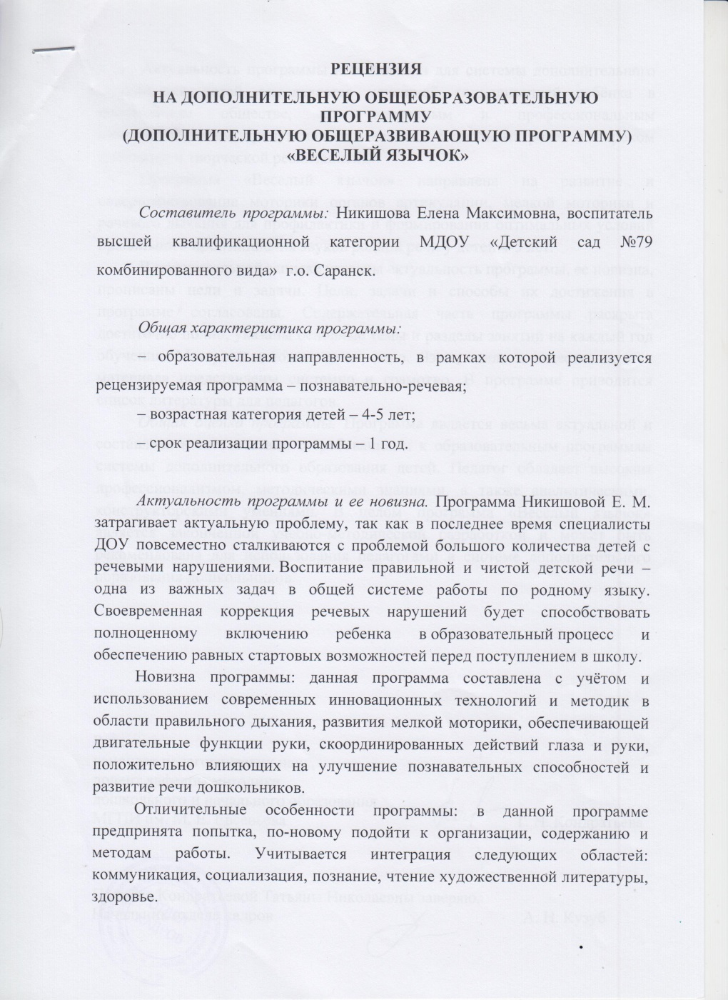 РЕЦЕНЗИЯ
НА ДОПОЛНИТЕЛЬНУЮ ОБЩЕОБРАЗОВАТЕЛЬНУЮ
ПРОГРАММУ
(ДОПОЛНИТЕЛЬНУЮ ОБЩЕРАЗВИВАЮЩУЮ ПРОГРАММУ)
«ВЕСЕЛЫЙ ЯЗЫЧОК»
Составитель программы: Никишова Елена Максимовна, воспитатель
высшей квалификационной категории МДОУ «Детский сад №79
комбинированного вида» г.о. Саранск.
Общая характеристика программы:
– образовательная направленность, в рамках которой реализуется
рецензируемая программа – познавательно-речевая;
– возрастная категория детей – 4-5 лет;
– срок реализации программы – 1 год.
Актуальность программы и ее новизна. Программа Никишовой Е. М.
затрагивает актуальную проблему, так как в последнее время специалисты
ДОУ повсеместно сталкиваются с проблемой большого количества детей с
речевыми нарушениями. Воспитание правильной и чистой детской речи –
одна из важных задач в общей системе работы по родному языку.
Своевременная коррекция речевых нарушений будет способствовать
полноценному включению ребенка в образовательный процесс и
обеспечению равных стартовых возможностей перед поступлением в школу.
Новизна программы: данная программа составлена с учётом и
использованием современных инновационных технологий и методик в
области правильного дыхания, развития мелкой моторики, обеспечивающей
двигательные функции руки, скоординированных действий глаза и руки,
положительно влияющих на улучшение познавательных способностей и
развитие речи дошкольников.
Отличительные особенности программы: в данной программе
предпринята попытка, по-новому подойти к организации, содержанию и
методам работы. Учитывается интеграция следующих областей:
коммуникация, социализация, познание, чтение художественной литературы,
здоровье.